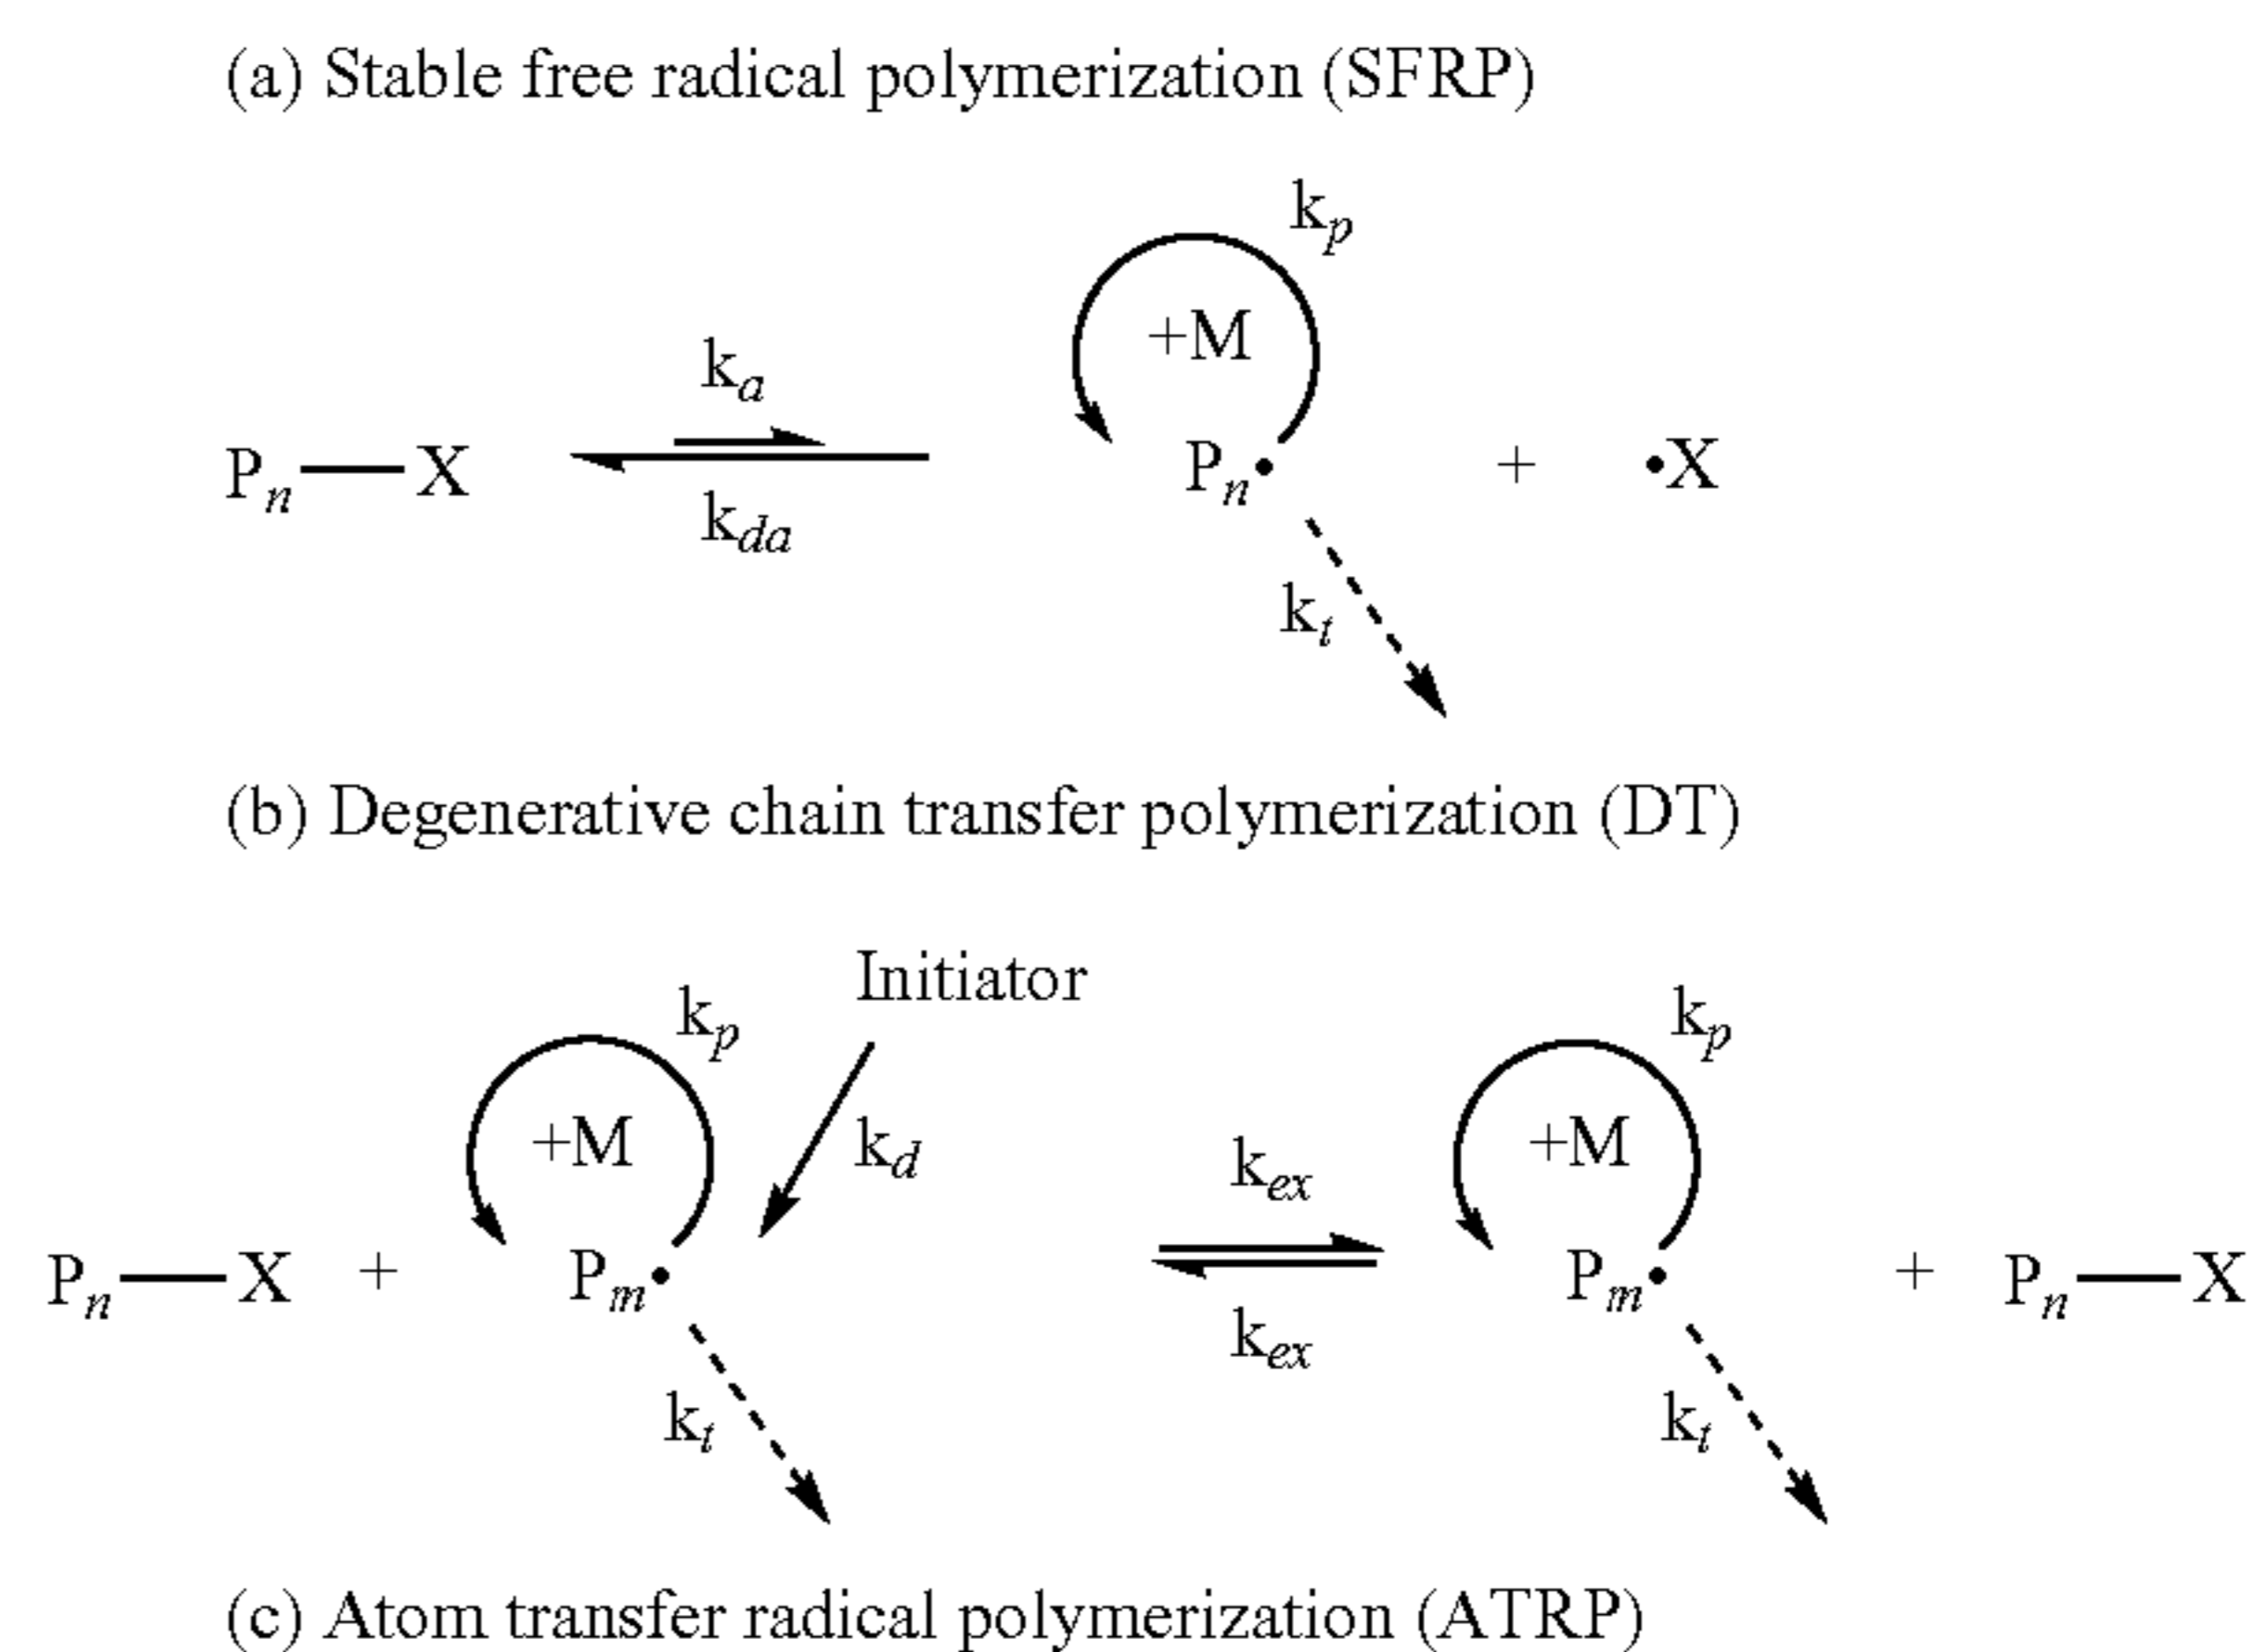 (a) Stable free radical polymerization (SFRP)
k_p
+M
k_a
P_n—X P_n• + •X
k_da
k_t
(b) Degenerative chain transfer polymerization (DT)
Initiator
k_p k_p
+M k_d +M
k_ex
P_n—X + P_m• P_m• + P_n—X
k_ex
k_t k_t
(c) Atom transfer radical polymerization (ATRP)